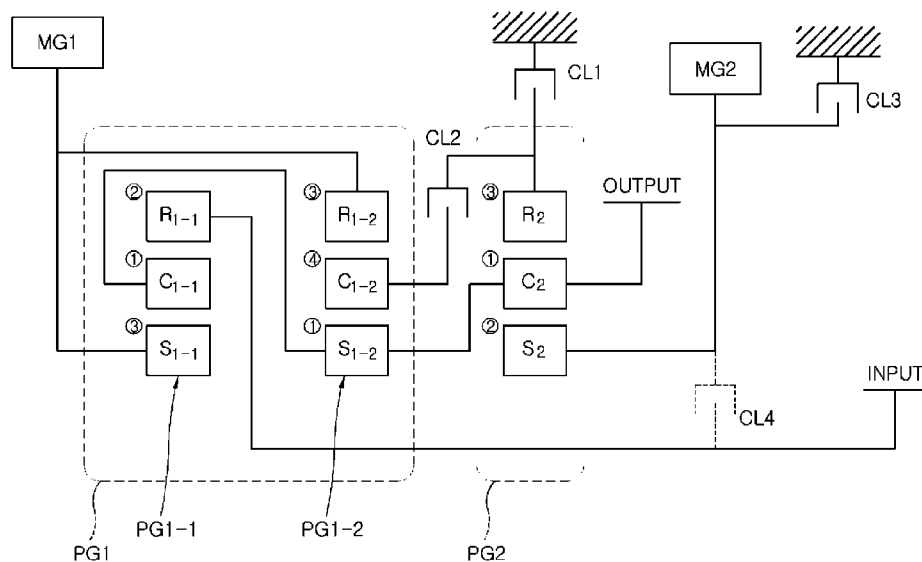 MG1
CL1
MG2
CL3
CL2
OUTPUT
② R1-1
③ R1-2
③ R2
① C1-1
④ C1-2
① C2
③ S1-1
① S1-2
② S2
INPUT
CL4
PG1-1
PG1-2
PG1
PG2